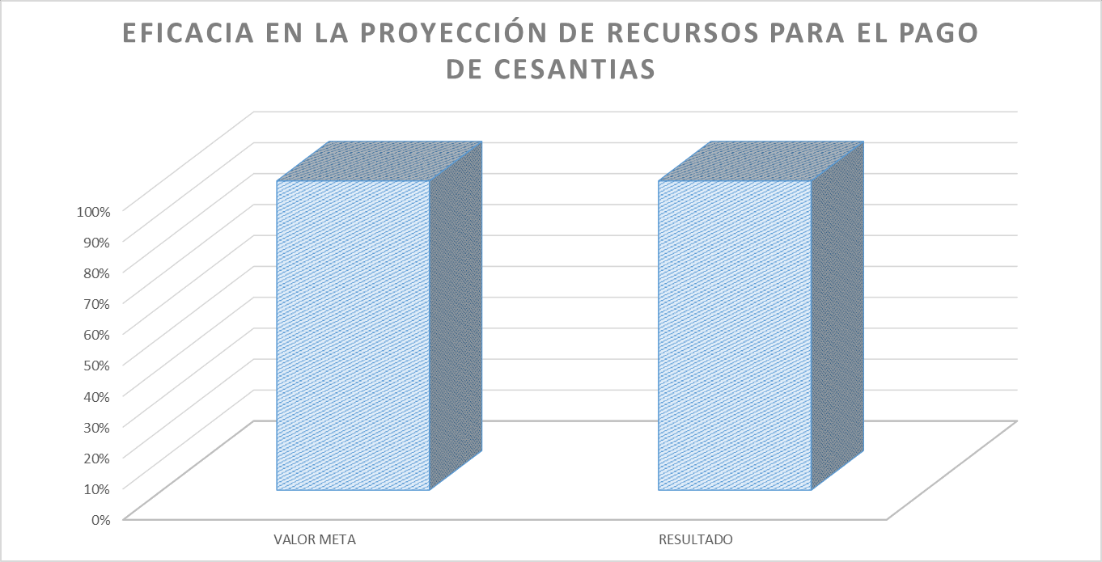 EFICACIA EN LA PROYECCIÓN DE RECURSOS PARA EL PAGO
DE CESANTIAS
100%
90%
80%
70%
60%
50%
40%
30%
20%
10%
0%
VALOR META
RESULTADO